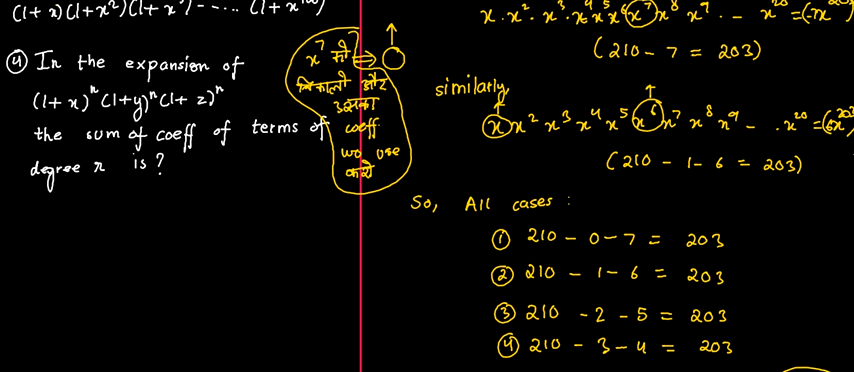 (1+x)(1+x²)(1+x³)-....(1+x¹⁰⁰)
④ In the expansion of
(1+x)ⁿ(1+y)ⁿ(1+z)ⁿ
the sum of coeff of terms of
degree r is?
x⁷ को ⇒
निकालो और
उसका
coeff
use
करो
x.x².x³.x⁴x⁵x⁶x⁷x⁸x⁹.-x²⁰=(-7x²⁰³)
(210-7=203)
similarly
x x² x³ x⁴ x⁵ x⁶ x⁷ x⁸ x⁹ - .x²⁰=(6x²⁰³)
(210 - 1 - 6 = 203)
So, All cases :
① 210 - 0 - 7 = 203
② 210 - 1 - 6 = 203
③ 210 - 2 - 5 = 203
④ 210 - 3 - 4 = 203